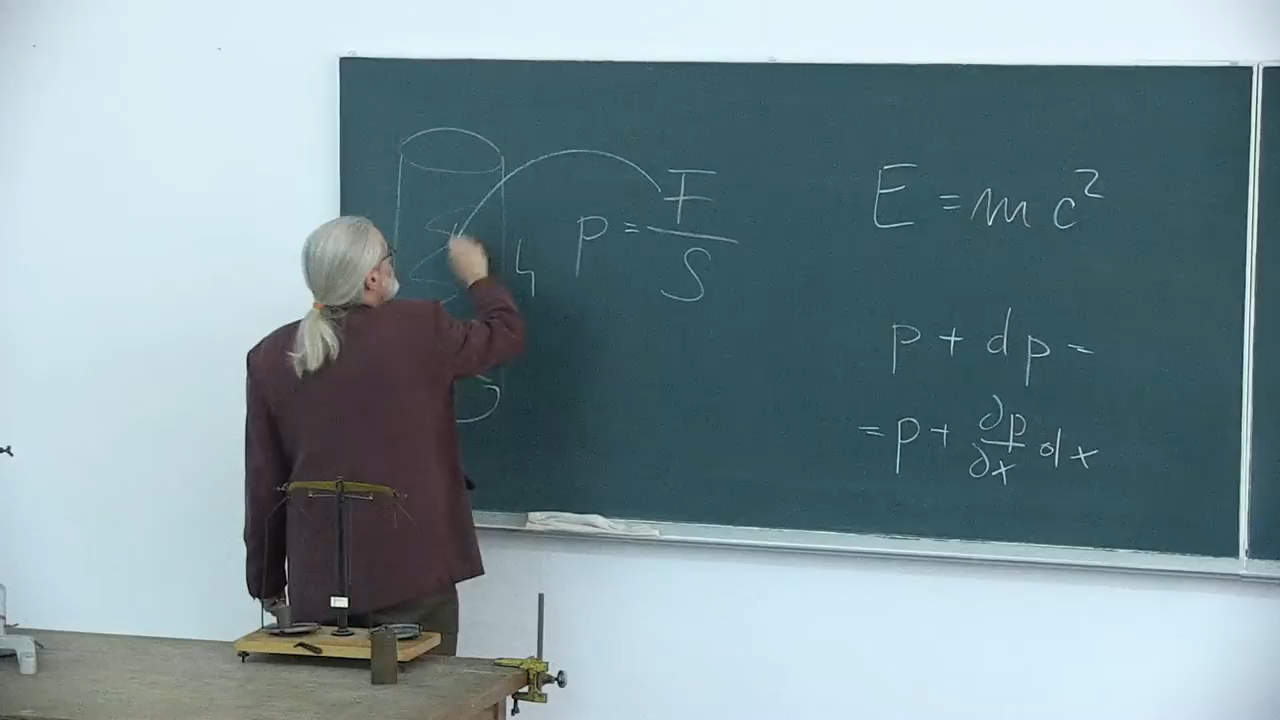 p = F/S
h
E = mc²
p + dp =
= p + ∂p/∂x dx